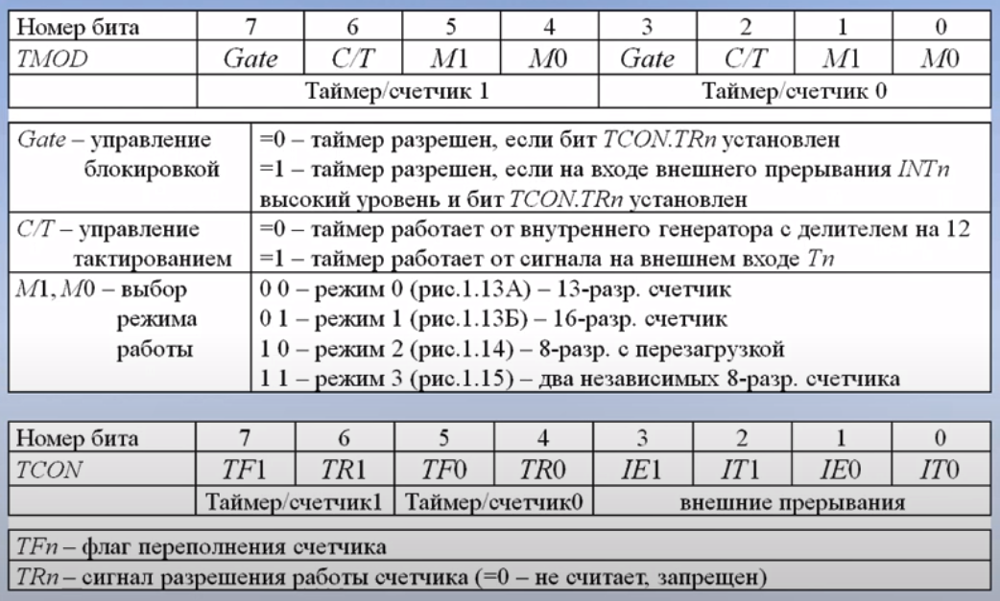 Номер бита 7 6 5 4 3 2 1 0
TMOD Gate C/T M1 M0 Gate C/T M1 M0
Таймер/счетчик 1 Таймер/счетчик 0
Gate – управление блокировкой
=0 – таймер разрешен, если бит TCON.TRn установлен
=1 – таймер разрешен, если на входе внешнего прерывания INTn
высокий уровень и бит TCON.TRn установлен
C/T – управление тактированием
=0 – таймер работает от внутреннего генератора с делителем на 12
=1 – таймер работает от сигнала на внешнем входе Tn
M1, M0 – выбор режима работы
0 0 – режим 0 (рис.1.13А) – 13-разр. счетчик
0 1 – режим 1 (рис.1.13Б) – 16-разр. счетчик
1 0 – режим 2 (рис.1.14) – 8-разр. с перезагрузкой
1 1 – режим 3 (рис.1.15) – два независимых 8-разр. счетчика
Номер бита 7 6 5 4 3 2 1 0
TCON TF1 TR1 TF0 TR0 IE1 IT1 IE0 IT0
Таймер/счетчик1 Таймер/счетчик0 внешние прерывания
TFn – флаг переполнения счетчика
TRn – сигнал разрешения работы счетчика (=0 – не считает, запрещен)